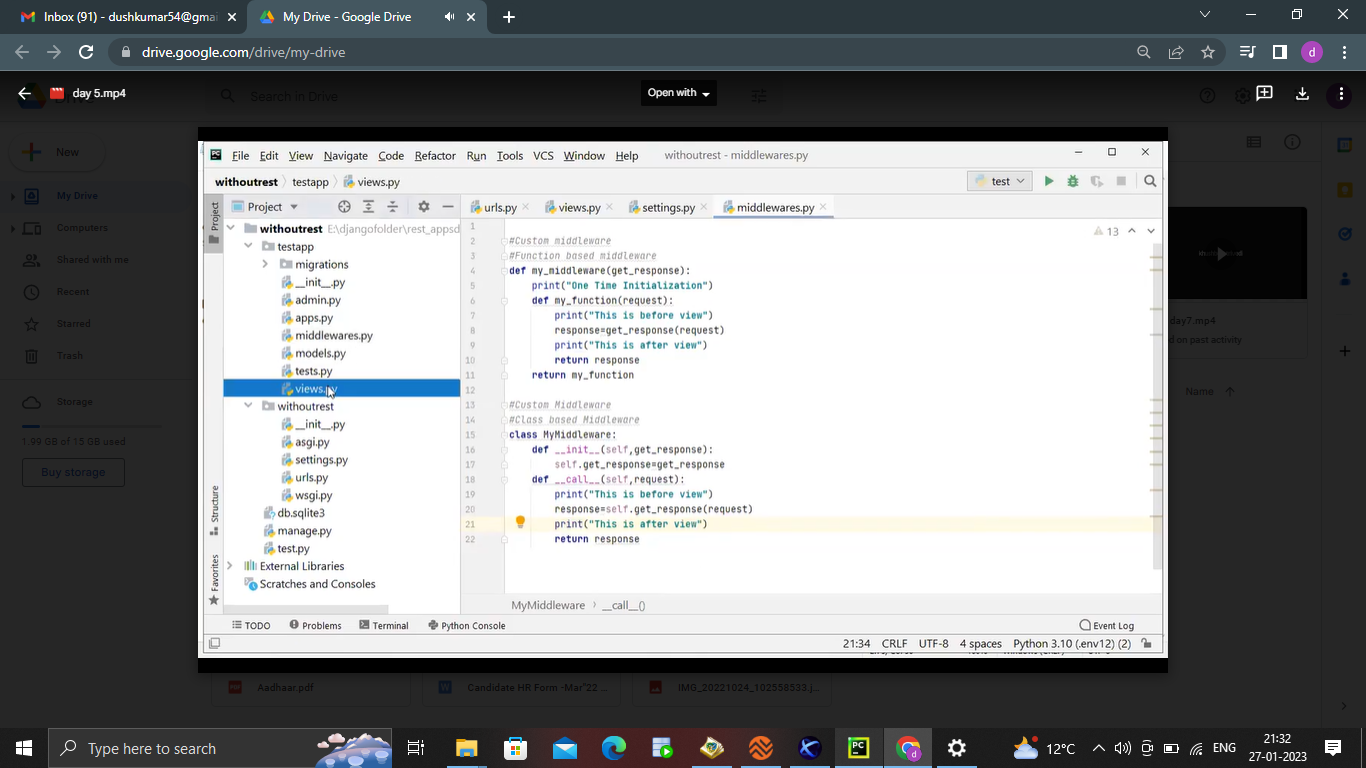 Inbox (91) - dushkumar54@gmai
My Drive - Google Drive
drive.google.com/drive/my-drive
d
day 5.mp4
Search in Drive
Open with
New
My Drive
Computers
Shared with me
Recent
Starred
Trash
Storage
1.99 GB of 15 GB used
Buy storage
PC
File Edit View Navigate Code Refactor Run Tools VCS Window Help
withoutrest - middlewares.py
withoutrest testapp views.py
test
Project
Project
urls.py
views.py
settings.py
middlewares.py
withoutrest E:\djangofolder\rest_appsd
testapp
migrations
__init__.py
admin.py
apps.py
middlewares.py
models.py
tests.py
views.py
withoutrest
__init__.py
asgi.py
settings.py
urls.py
wsgi.py
db.sqlite3
manage.py
test.py
External Libraries
Scratches and Consoles
Structure
Favorites
13
1
2 #Custom middleware
3 #Function based middleware
4 def my_middleware(get_response):
5 print("One Time Initialization")
6 def my_function(request):
7 print("This is before view")
8 response=get_response(request)
9 print("This is after view")
10 return response
11 return my_function
12
13 #Custom Middleware
14 #Class based Middleware
15 class MyMiddleware:
16 def __init__(self,get_response):
17 self.get_response=get_response
18 def __call__(self,request):
19 print("This is before view")
20 response=self.get_response(request)
21 print("This is after view")
22 return response
MyMiddleware __call__()
TODO Problems Terminal Python Console
Event Log
21:34 CRLF UTF-8 4 spaces Python 3.10 (.env12) (2)
day7.mp4
d on past activity
Name
Aadhaar.pdf
Candidate HR Form -Mar'22 ...
IMG_20221024_102558533.j...
Type here to search
PC
d
12°C
ENG
21:32
27-01-2023